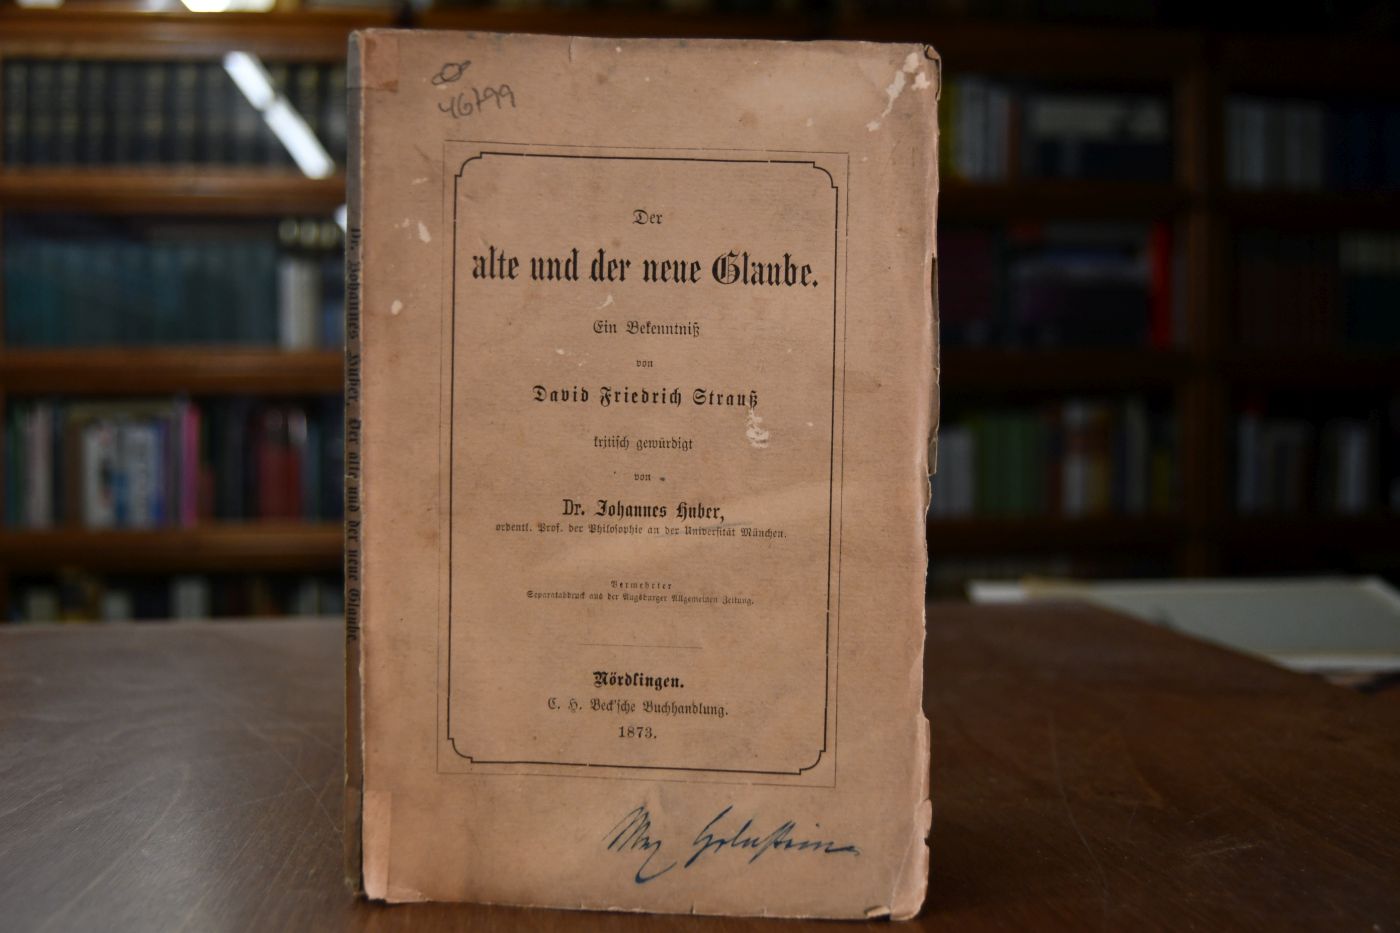 46799
Der
alte und der neue Glaube.
Ein Bekenntniß
von
David Friedrich Strauß
kritisch gewürdigt
von
Dr. Johannes Huber,
ordentl. Prof. der Philosophie an der Universität München.
Vermehrter
Separatabdruck aus der Augsburger Allgemeinen Zeitung.
Nördlingen.
C. H. Beck'sche Buchhandlung.
1873.
Dr. Johannes Huber, Der alte und der neue Glaube.